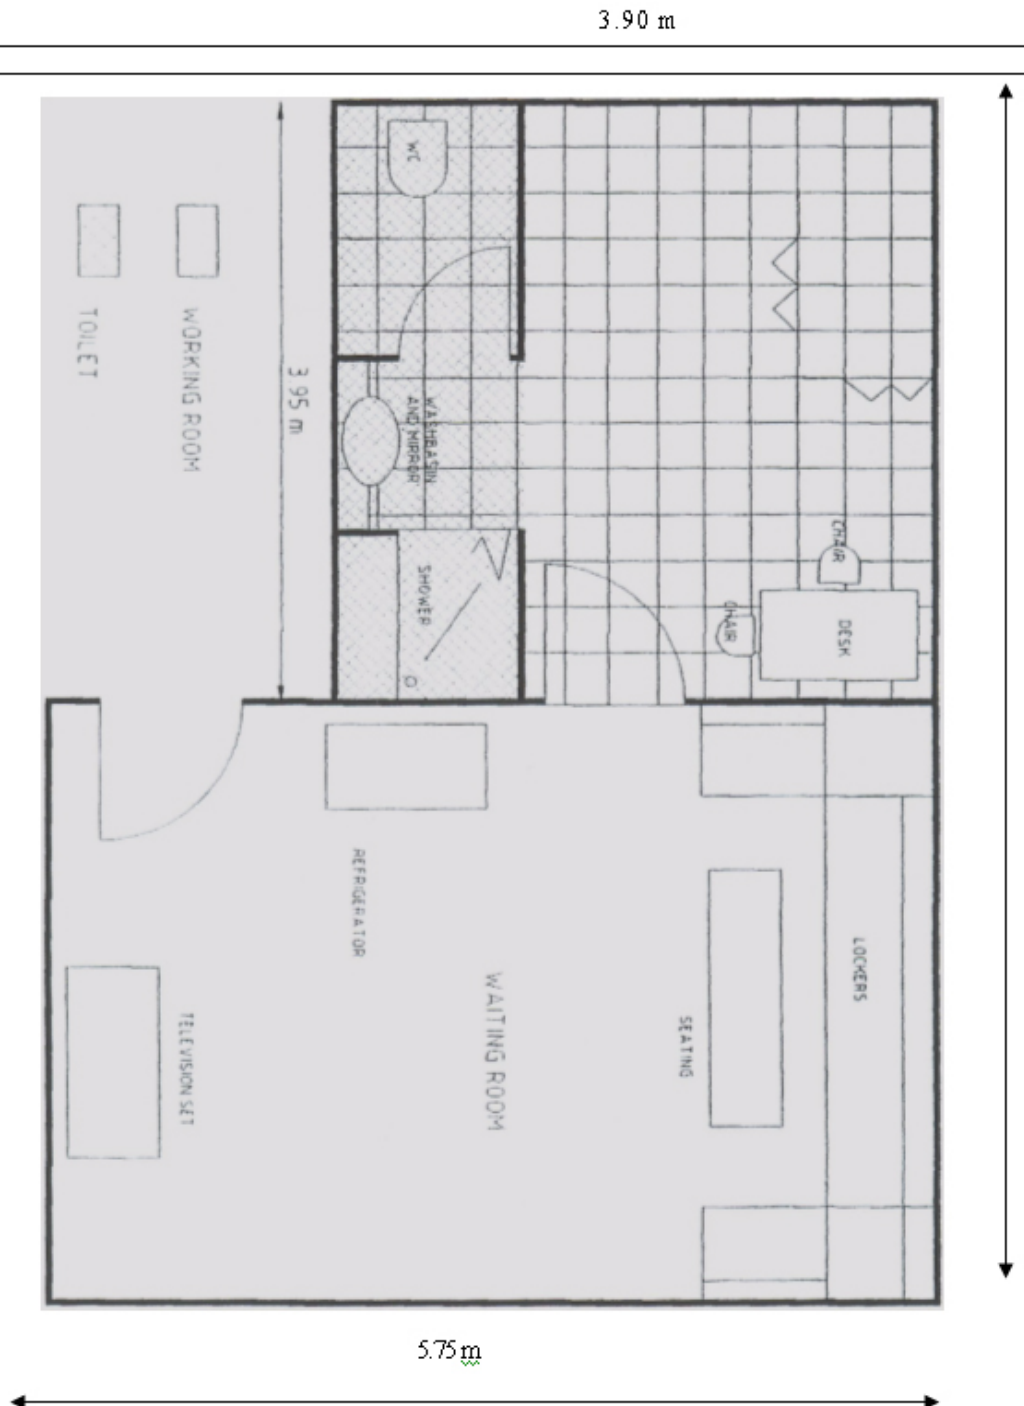 3.90 m
WC
TOILET
WORKING ROOM
3 95 m
WASHBASIN
AND MIRROR
SHOWER
CHAIR
CHAIR
DESK
REFRIGERATOR
LOCKERS
WAITING ROOM
SEATING
TELEVISION SET
5.75 m